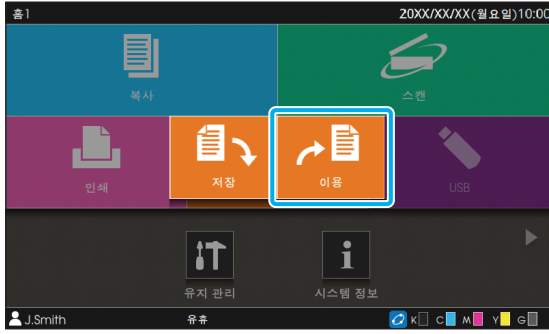 홈1 20XX/XX/XX(월요일)10:00
복사 스캔
인쇄 저장 이용 USB
유지 관리 시스템 정보
J.Smith 유휴 K C M Y G